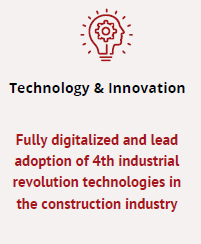 Technology & Innovation
Fully digitalized and lead
adoption of 4th industrial
revolution technologies in
the construction industry